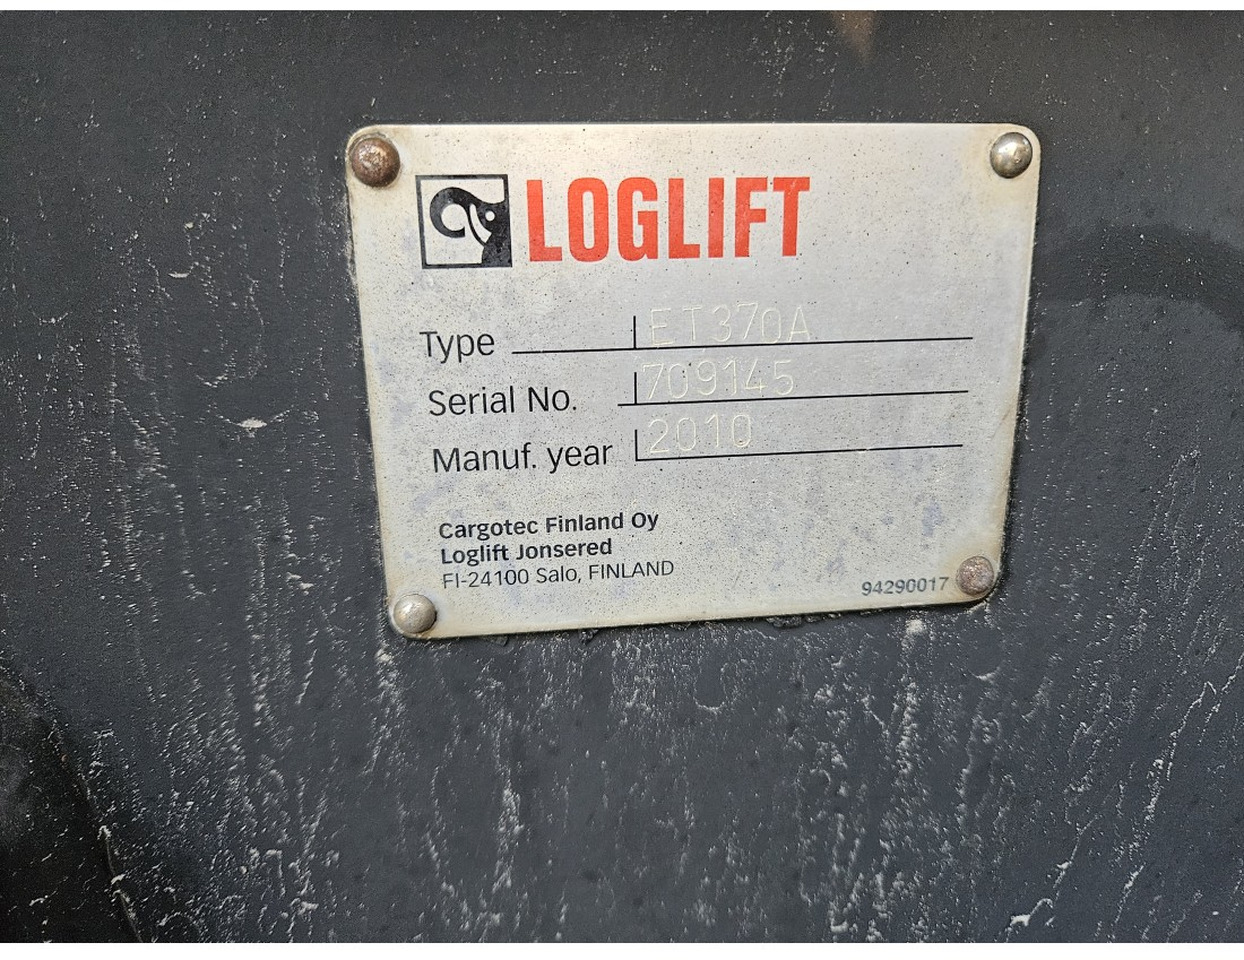 LOGLIFT
Type ET370A
Serial No. 709145
Manuf. year 2010
Cargotec Finland Oy
Loglift Jonsered
FI-24100 Salo, FINLAND
94290017